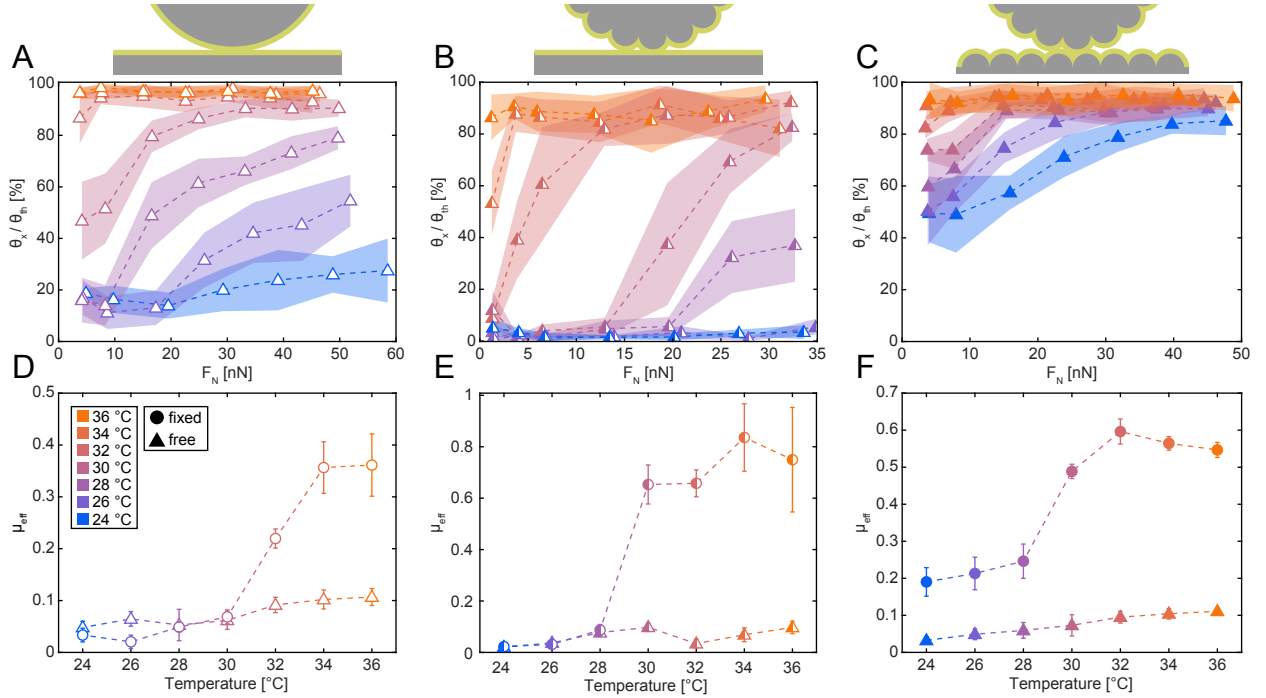 A
B
C
100
80
60
40
20
0
θx / θth [%]
0 10 20 30 40 50 60
FN [nN]
100
80
60
40
20
0
θx / θth [%]
0 5 10 15 20 25 30 35
FN [nN]
100
80
60
40
20
0
θx / θth [%]
0 10 20 30 40 50
FN [nN]
D
E
F
0.5
0.4
0.3
0.2
0.1
0
μeff
36 °C
34 °C
32 °C
30 °C
28 °C
26 °C
24 °C
fixed
free
24 26 28 30 32 34 36
Temperature [°C]
1
0.8
0.6
0.4
0.2
0
μeff
24 26 28 30 32 34 36
Temperature [°C]
0.7
0.6
0.5
0.4
0.3
0.2
0.1
0
μeff
24 26 28 30 32 34 36
Temperature [°C]